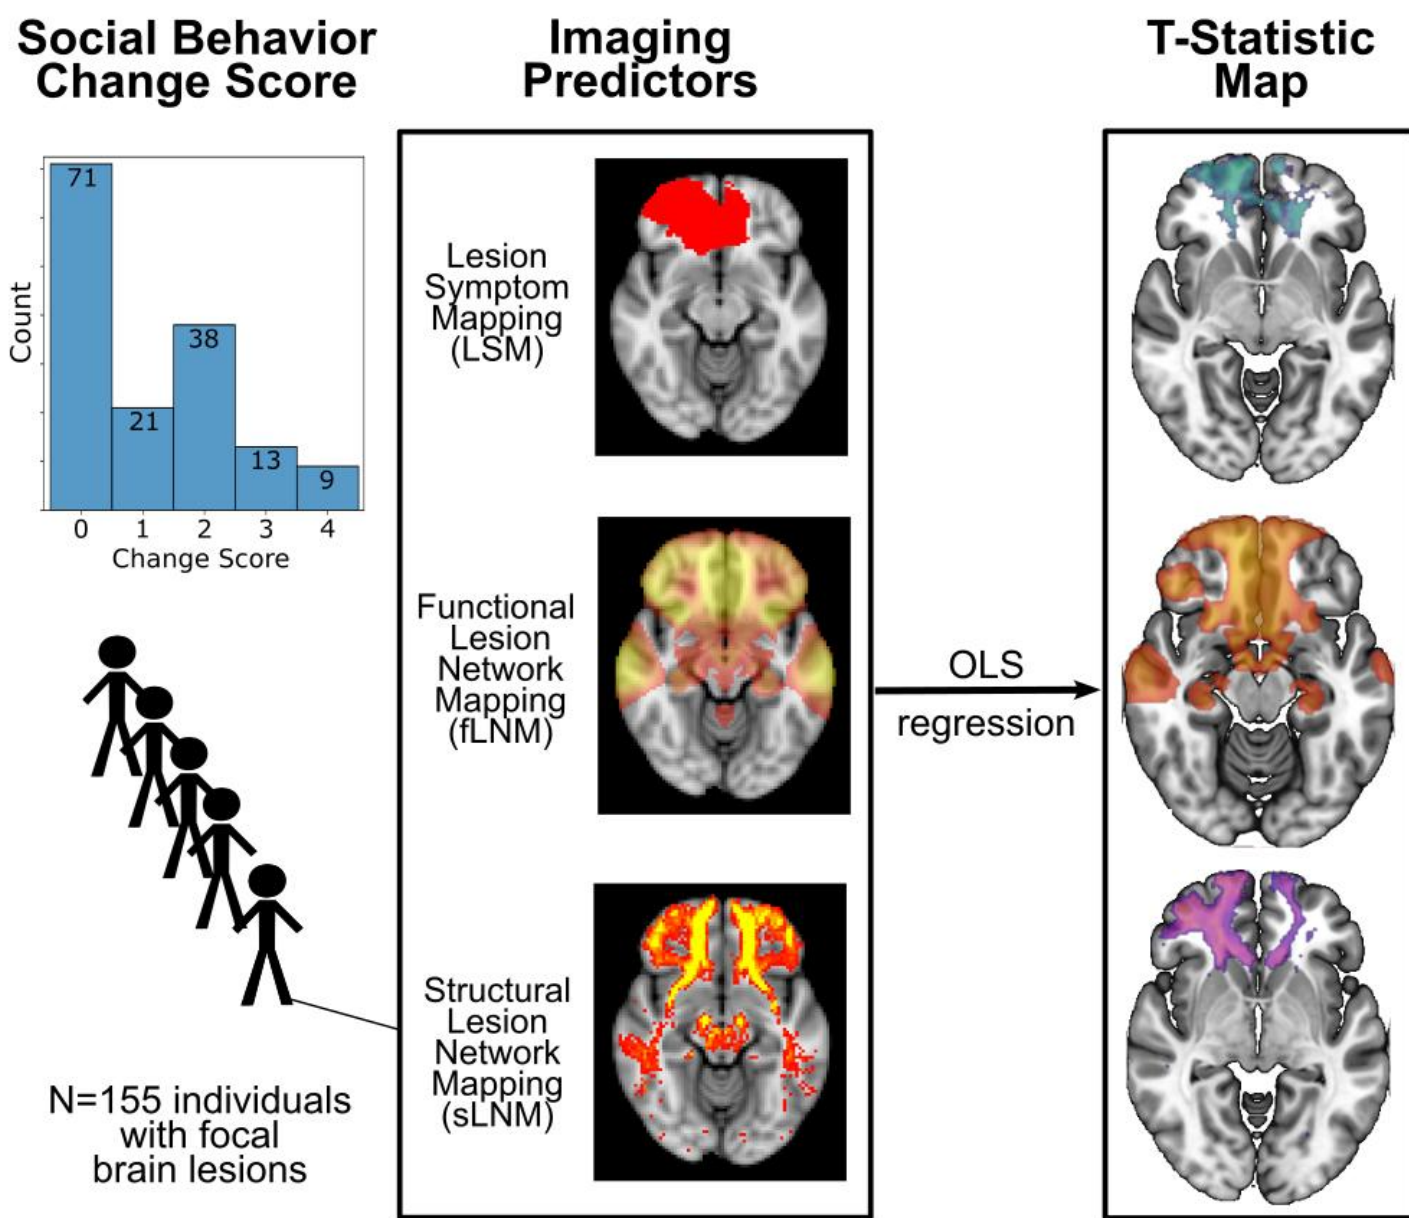 Social Behavior
Change Score
Imaging
Predictors
T-Statistic
Map
Count
71
21
38
13
9
0 1 2 3 4
Change Score
N=155 individuals
with focal
brain lesions
Lesion
Symptom
Mapping
(LSM)
Functional
Lesion
Network
Mapping
(fLNM)
Structural
Lesion
Network
Mapping
(sLNM)
OLS
regression